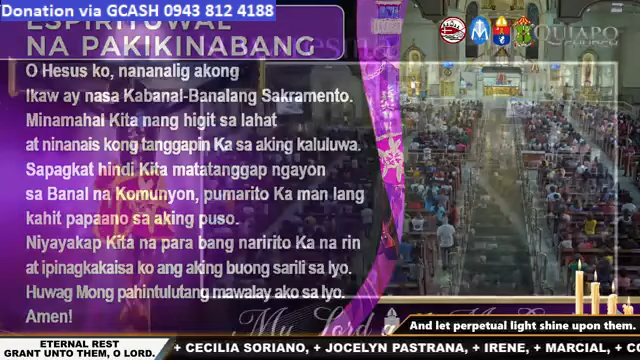 Donation via GCASH 0943 812 4188
ESPIRITUWAL
NA PAKIKINABANG
QUIAPO
CHURCH
O Hesus ko, nananalig akong
Ikaw ay nasa Kabanal-Banalang Sakramento.
Minamahal Kita nang higit sa lahat
at ninanais kong tanggapin Ka sa aking kaluluwa.
Sapagkat hindi Kita matatanggap ngayon
sa Banal na Komunyon, pumarito Ka man lang
kahit papaano sa aking puso.
Niyayakap Kita na para bang naririto Ka na rin
at ipinagkakaisa ko ang aking buong sarili sa Iyo.
Huwag Mong pahintulutang mawalay ako sa Iyo.
Amen!
My Lord
And let perpetual light shine upon them.
ETERNAL REST
GRANT UNTO THEM, O LORD.
+ CECILIA SORIANO, + JOCELYN PASTRANA, + IRENE, + MARCIAL, + C